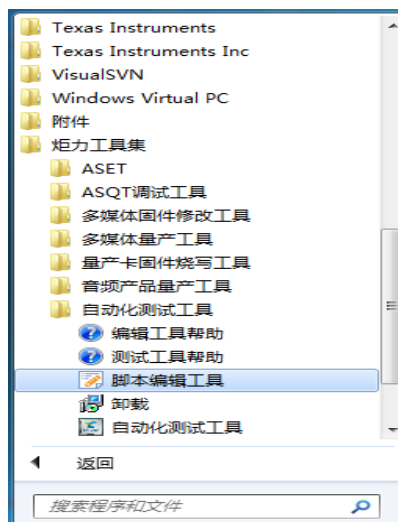 Texas Instruments
Texas Instruments Inc
VisualSVN
Windows Virtual PC
附件
炬力工具集
ASET
ASQT调试工具
多媒体固件修改工具
多媒体量产工具
量产卡固件烧写工具
音频产品量产工具
自动化测试工具
编辑工具帮助
测试工具帮助
脚本编辑工具
卸载
自动化测试工具
返回
搜索程序和文件